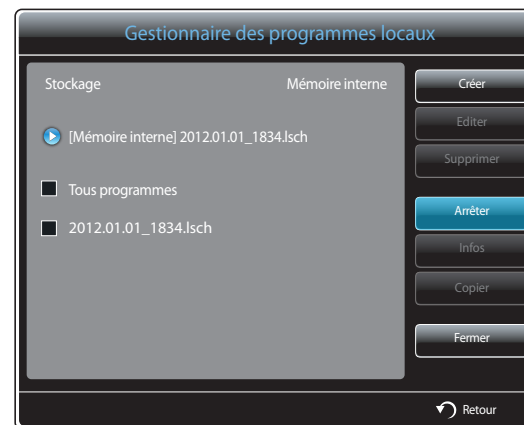 Gestionnaire des programmes locaux
Stockage Mémoire interne
[Mémoire interne] 2012.01.01_1834.lsch
Tous programmes
2012.01.01_1834.lsch
Créer
Editer
Supprimer
Arrêter
Infos
Copier
Fermer
Retour